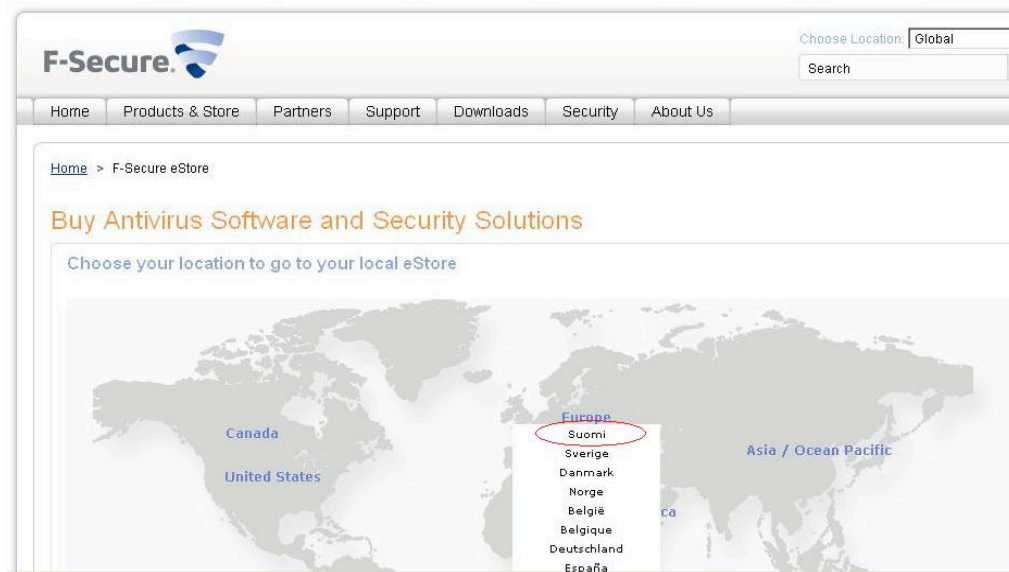 F-Secure.
Choose Location: Global
Search
Home Products & Store Partners Support Downloads Security About Us
Home > F-Secure eStore
Buy Antivirus Software and Security Solutions
Choose your location to go to your local eStore
Canada
United States
Europe
Suomi
Sverige
Danmark
Norge
België
Belgique
Deutschland
España
Asia / Ocean Pacific